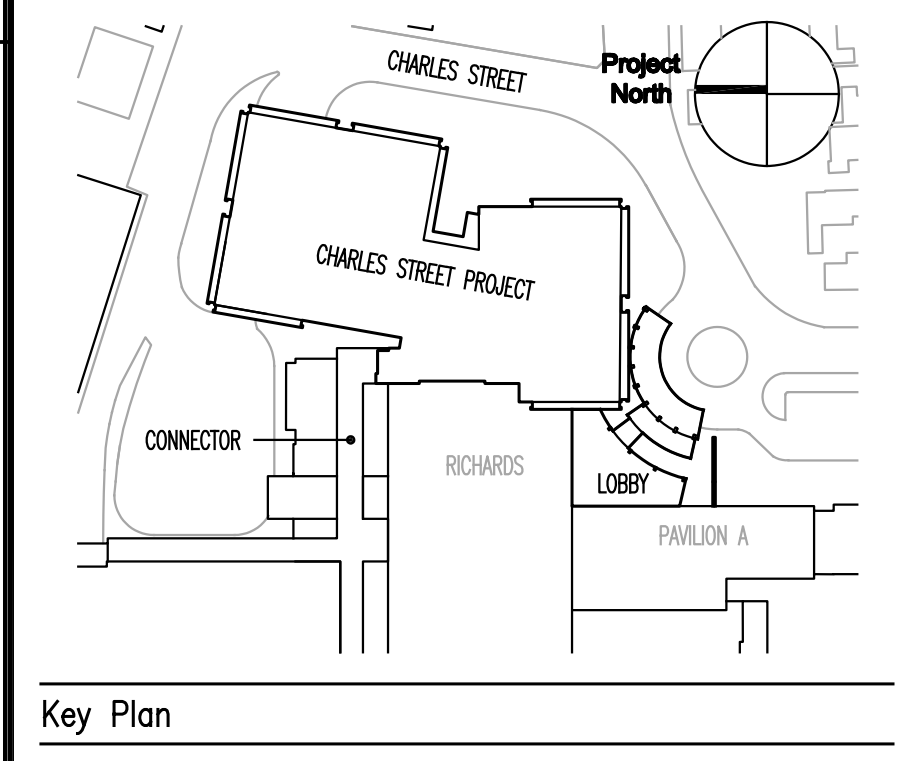 CHARLES STREET
Project
North
CHARLES STREET PROJECT
CONNECTOR
RICHARDS
LOBBY
PAVILION A
Key Plan